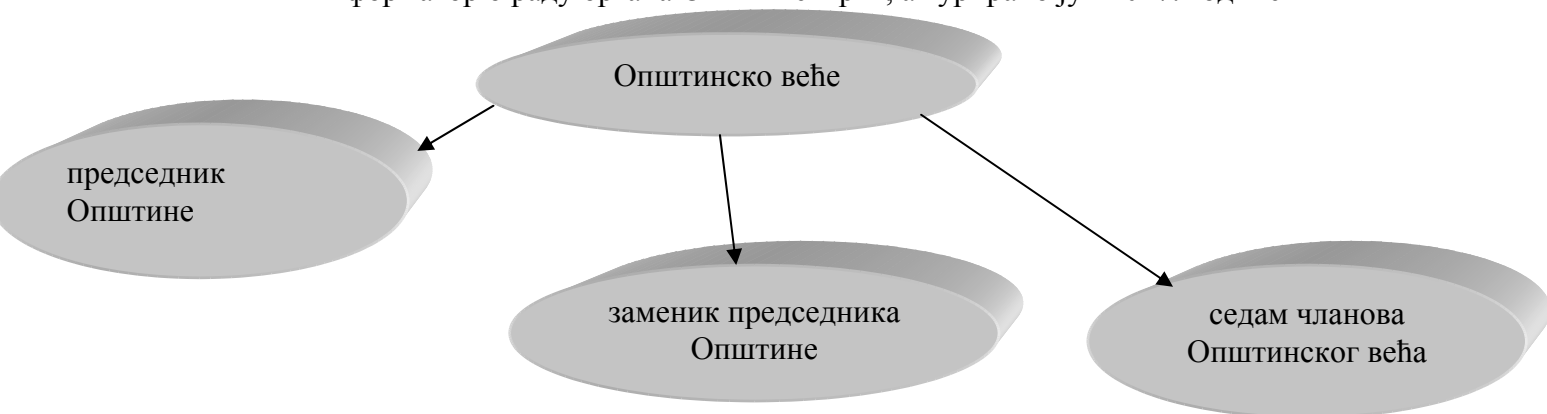 Општинско веће
председник
Општине
заменик председника
Општине
седам чланова
Општинског већа